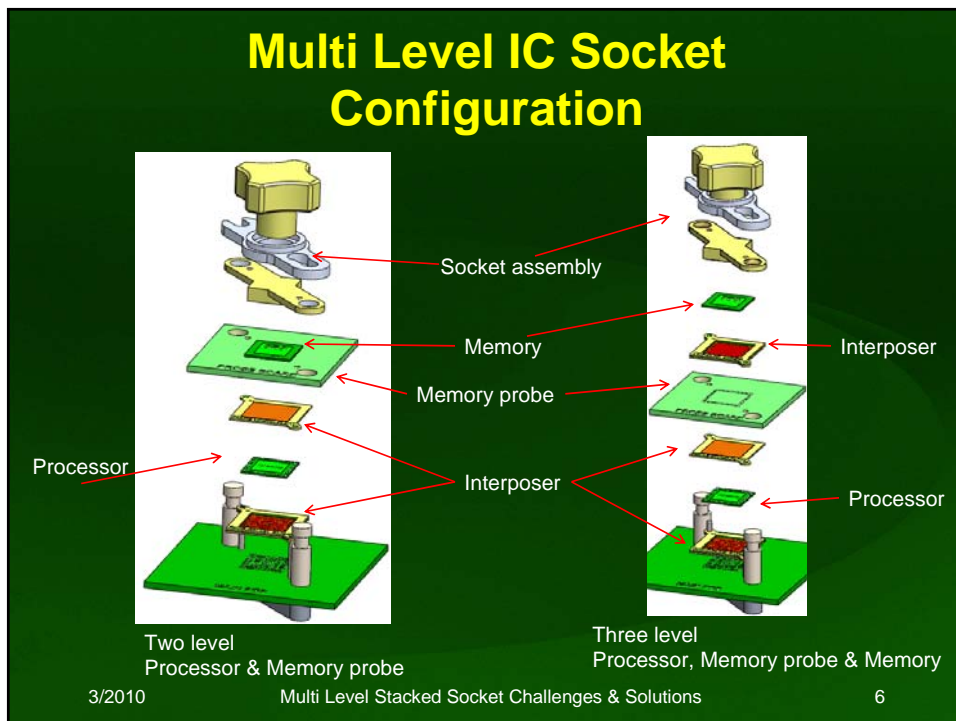 Multi Level IC Socket
Configuration
Socket assembly
Memory
Interposer
Memory probe
Processor
Interposer
Processor
Two level
Processor & Memory probe
Three level
Processor, Memory probe & Memory
3/2010
Multi Level Stacked Socket Challenges & Solutions
6